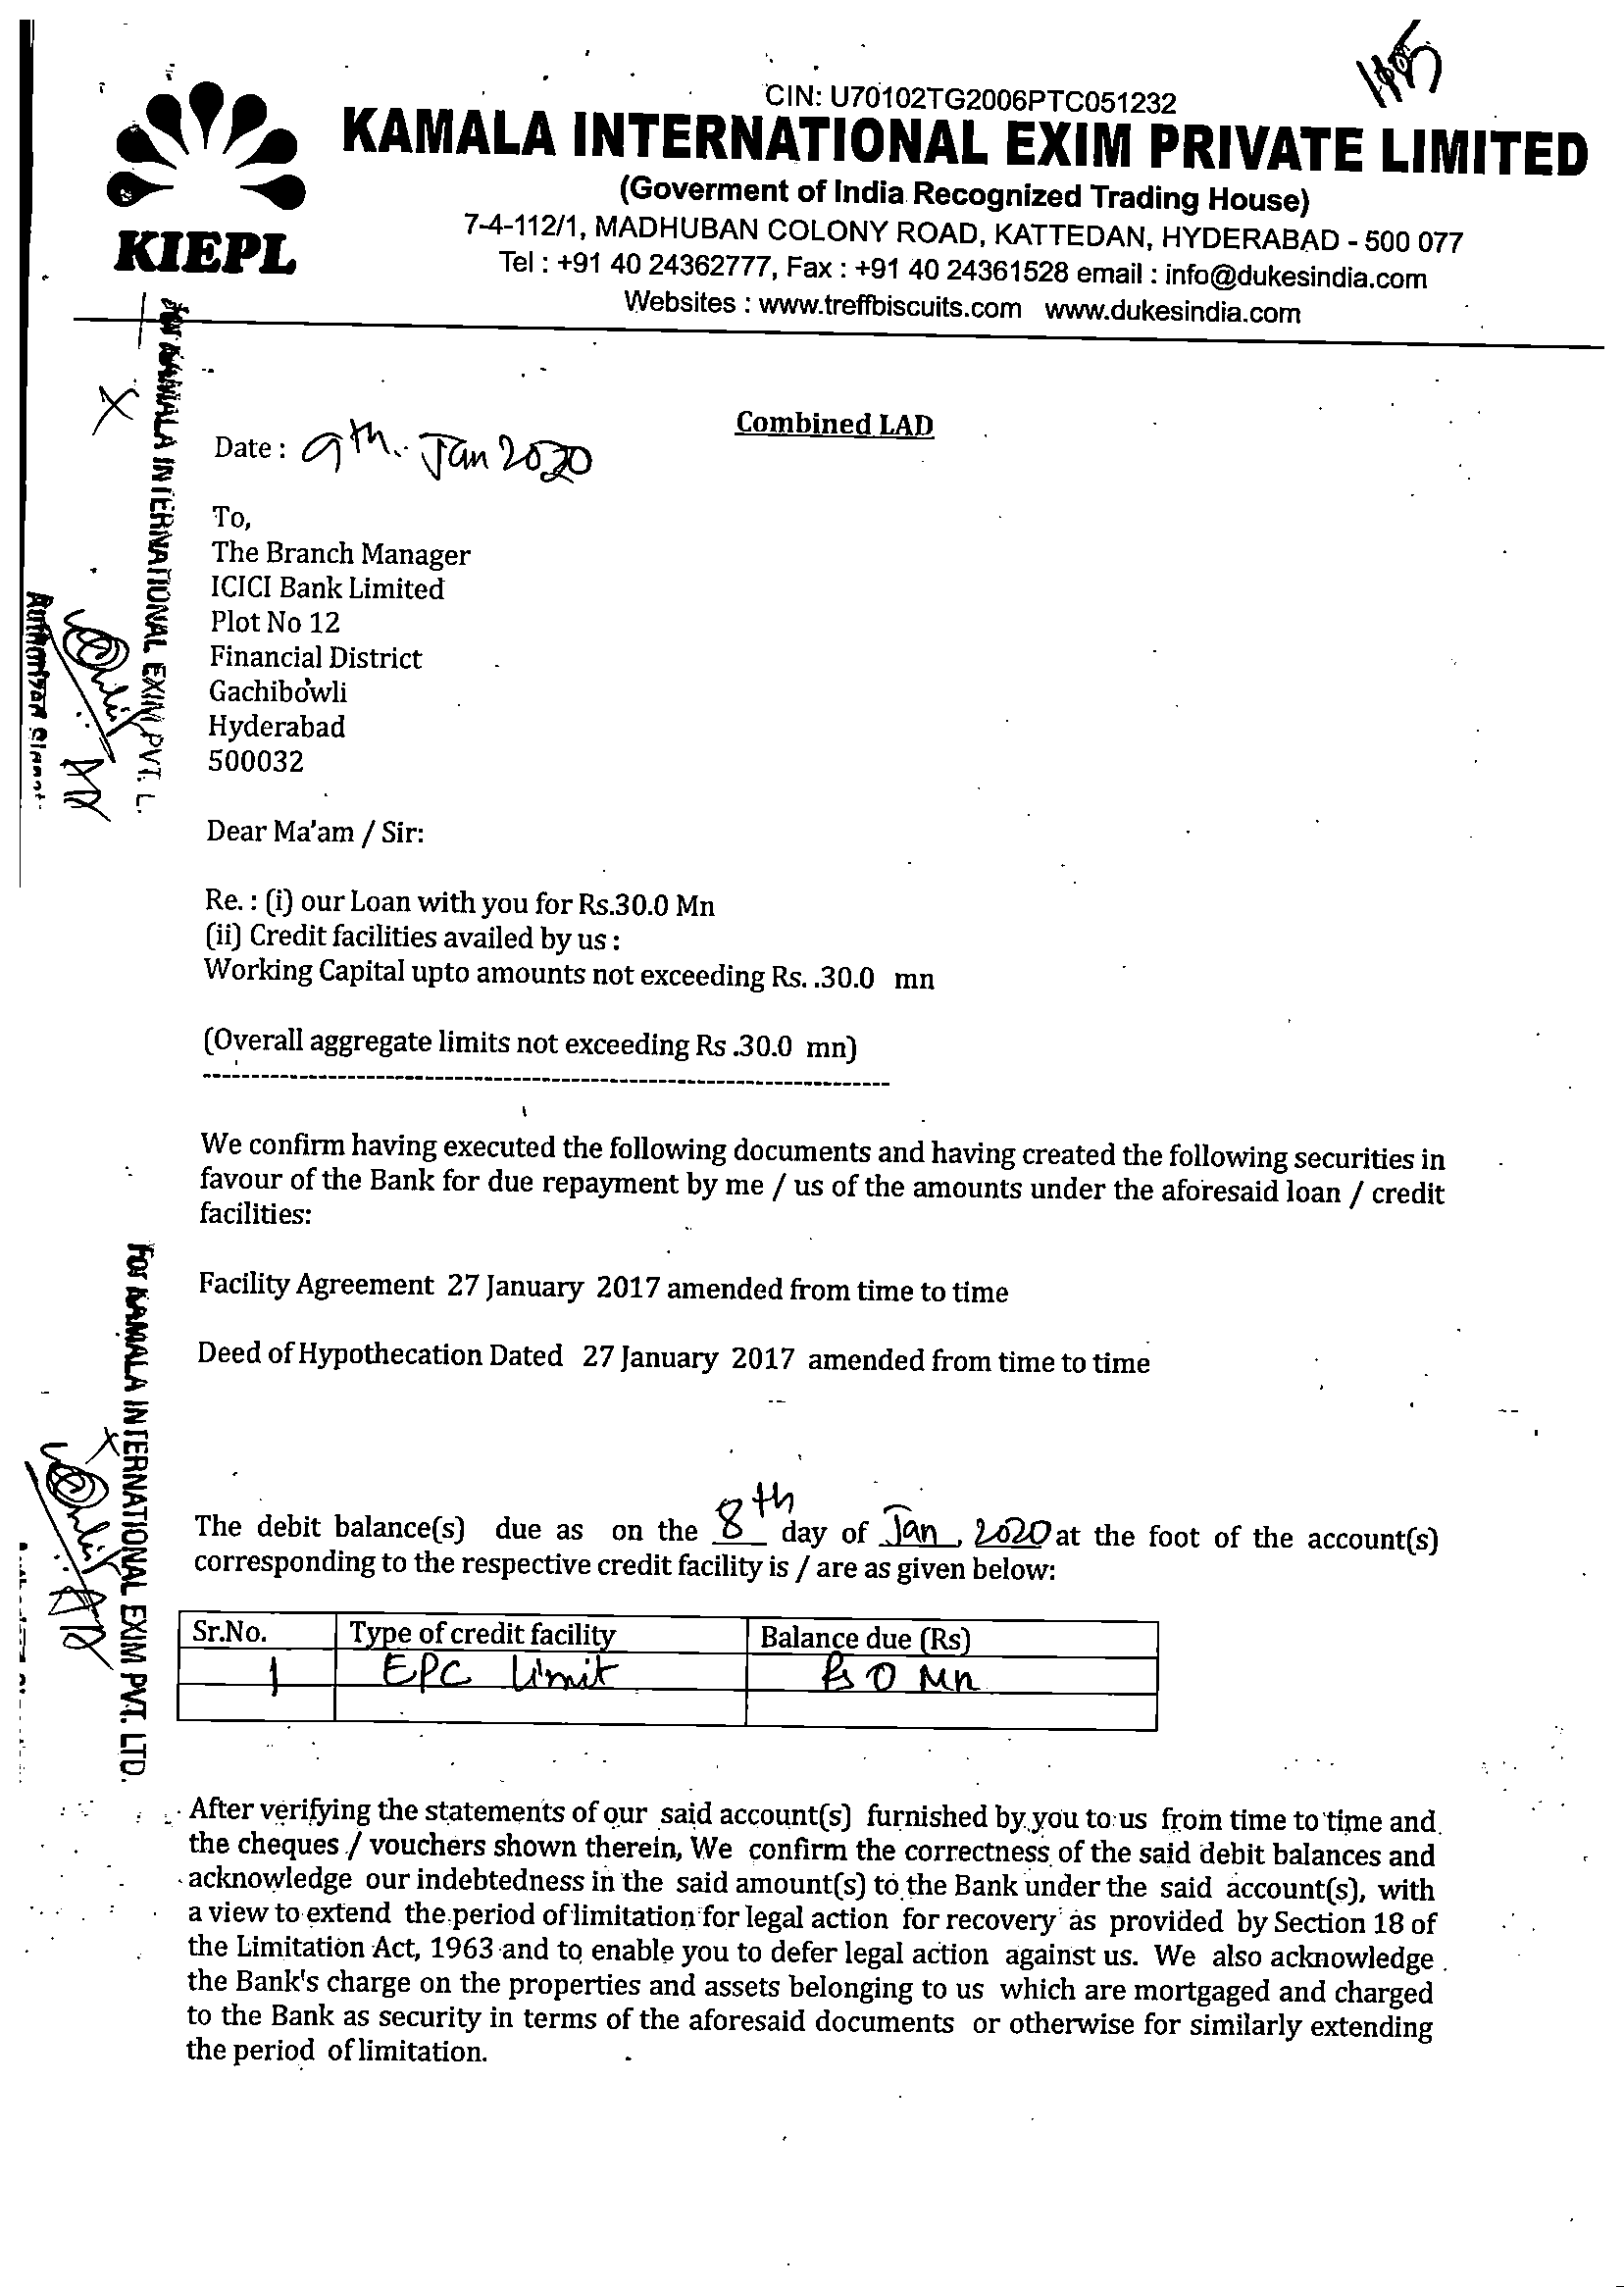 CIN: U70102TG2006PTC051232
KAMALA INTERNATIONAL EXIM PRIVATE LIMITED
(Goverment of India Recognized Trading House)
7-4-112/1, MADHUBAN COLONY ROAD, KATTEDAN, HYDERABAD - 500 077
Tel : +91 40 24362777, Fax : +91 40 24361528 email : info@dukesindia.com
Websites : www.treffbiscuits.com www.dukesindia.com
KIEPL
Combined LAD
Date : 9th Jan 2020
To,
The Branch Manager
ICICI Bank Limited
Plot No 12
Financial District
Gachibowli
Hyderabad
500032
Dear Ma'am / Sir:
Re. : (i) our Loan with you for Rs.30.0 Mn
(ii) Credit facilities availed by us :
Working Capital upto amounts not exceeding Rs. .30.0 mn
(Overall aggregate limits not exceeding Rs .30.0 mn)
We confirm having executed the following documents and having created the following securities in
favour of the Bank for due repayment by me / us of the amounts under the aforesaid loan / credit
facilities:
Facility Agreement 27 January 2017 amended from time to time
Deed of Hypothecation Dated 27 January 2017 amended from time to time
The debit balance(s) due as on the 8th day of Jan, 2020 at the foot of the account(s)
corresponding to the respective credit facility is / are as given below:
Sr.No. Type of credit facility Balance due (Rs)
1 EPC Limit Rs 0 Mn
After verifying the statements of our said account(s) furnished by you to us from time to time and
the cheques / vouchers shown therein, We confirm the correctness of the said debit balances and
acknowledge our indebtedness in the said amount(s) to the Bank under the said account(s), with
a view to extend the period of limitation for legal action for recovery as provided by Section 18 of
the Limitation Act, 1963 and to enable you to defer legal action against us. We also acknowledge
the Bank's charge on the properties and assets belonging to us which are mortgaged and charged
to the Bank as security in terms of the aforesaid documents or otherwise for similarly extending
the period of limitation.
For KAMALA INTERNATIONAL EXIM PVT. L.
For KAMALA INTERNATIONAL EXIM PVT. LTD.